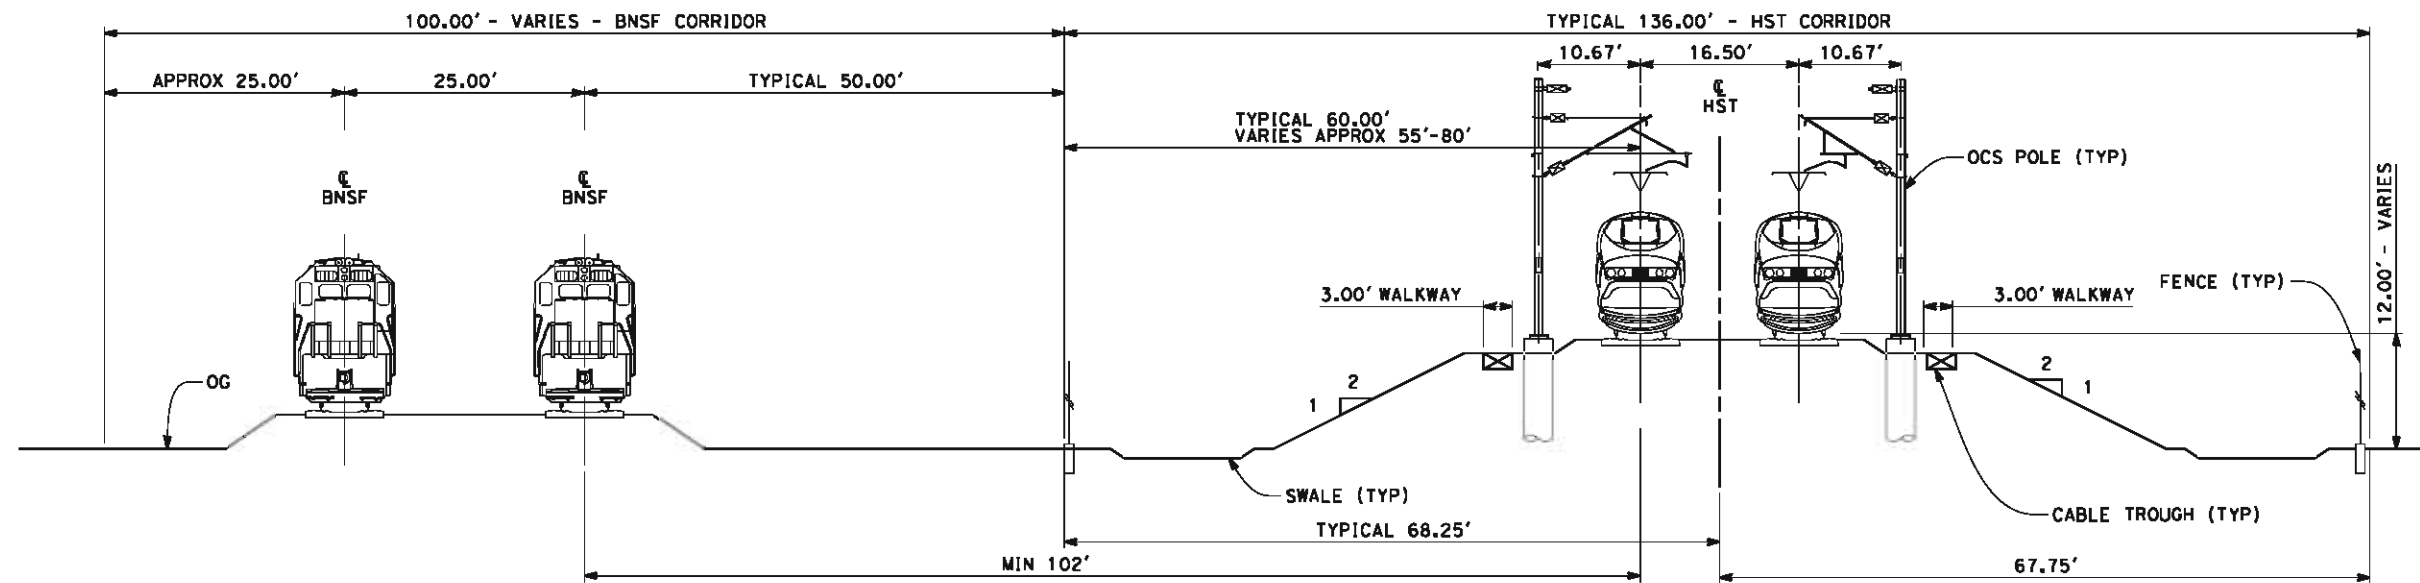 100.00' - VARIES - BNSF CORRIDOR
TYPICAL 136.00' - HST CORRIDOR
10.67'
16.50'
10.67'
APPROX 25.00'
25.00'
TYPICAL 50.00'
℄
HST
TYPICAL 60.00'
VARIES APPROX 55'-80'
OCS POLE (TYP)
℄
BNSF
℄
BNSF
12.00' - VARIES
FENCE (TYP)
3.00' WALKWAY
3.00' WALKWAY
OG
2
1
2
1
SWALE (TYP)
CABLE TROUGH (TYP)
TYPICAL 68.25'
MIN 102'
67.75'